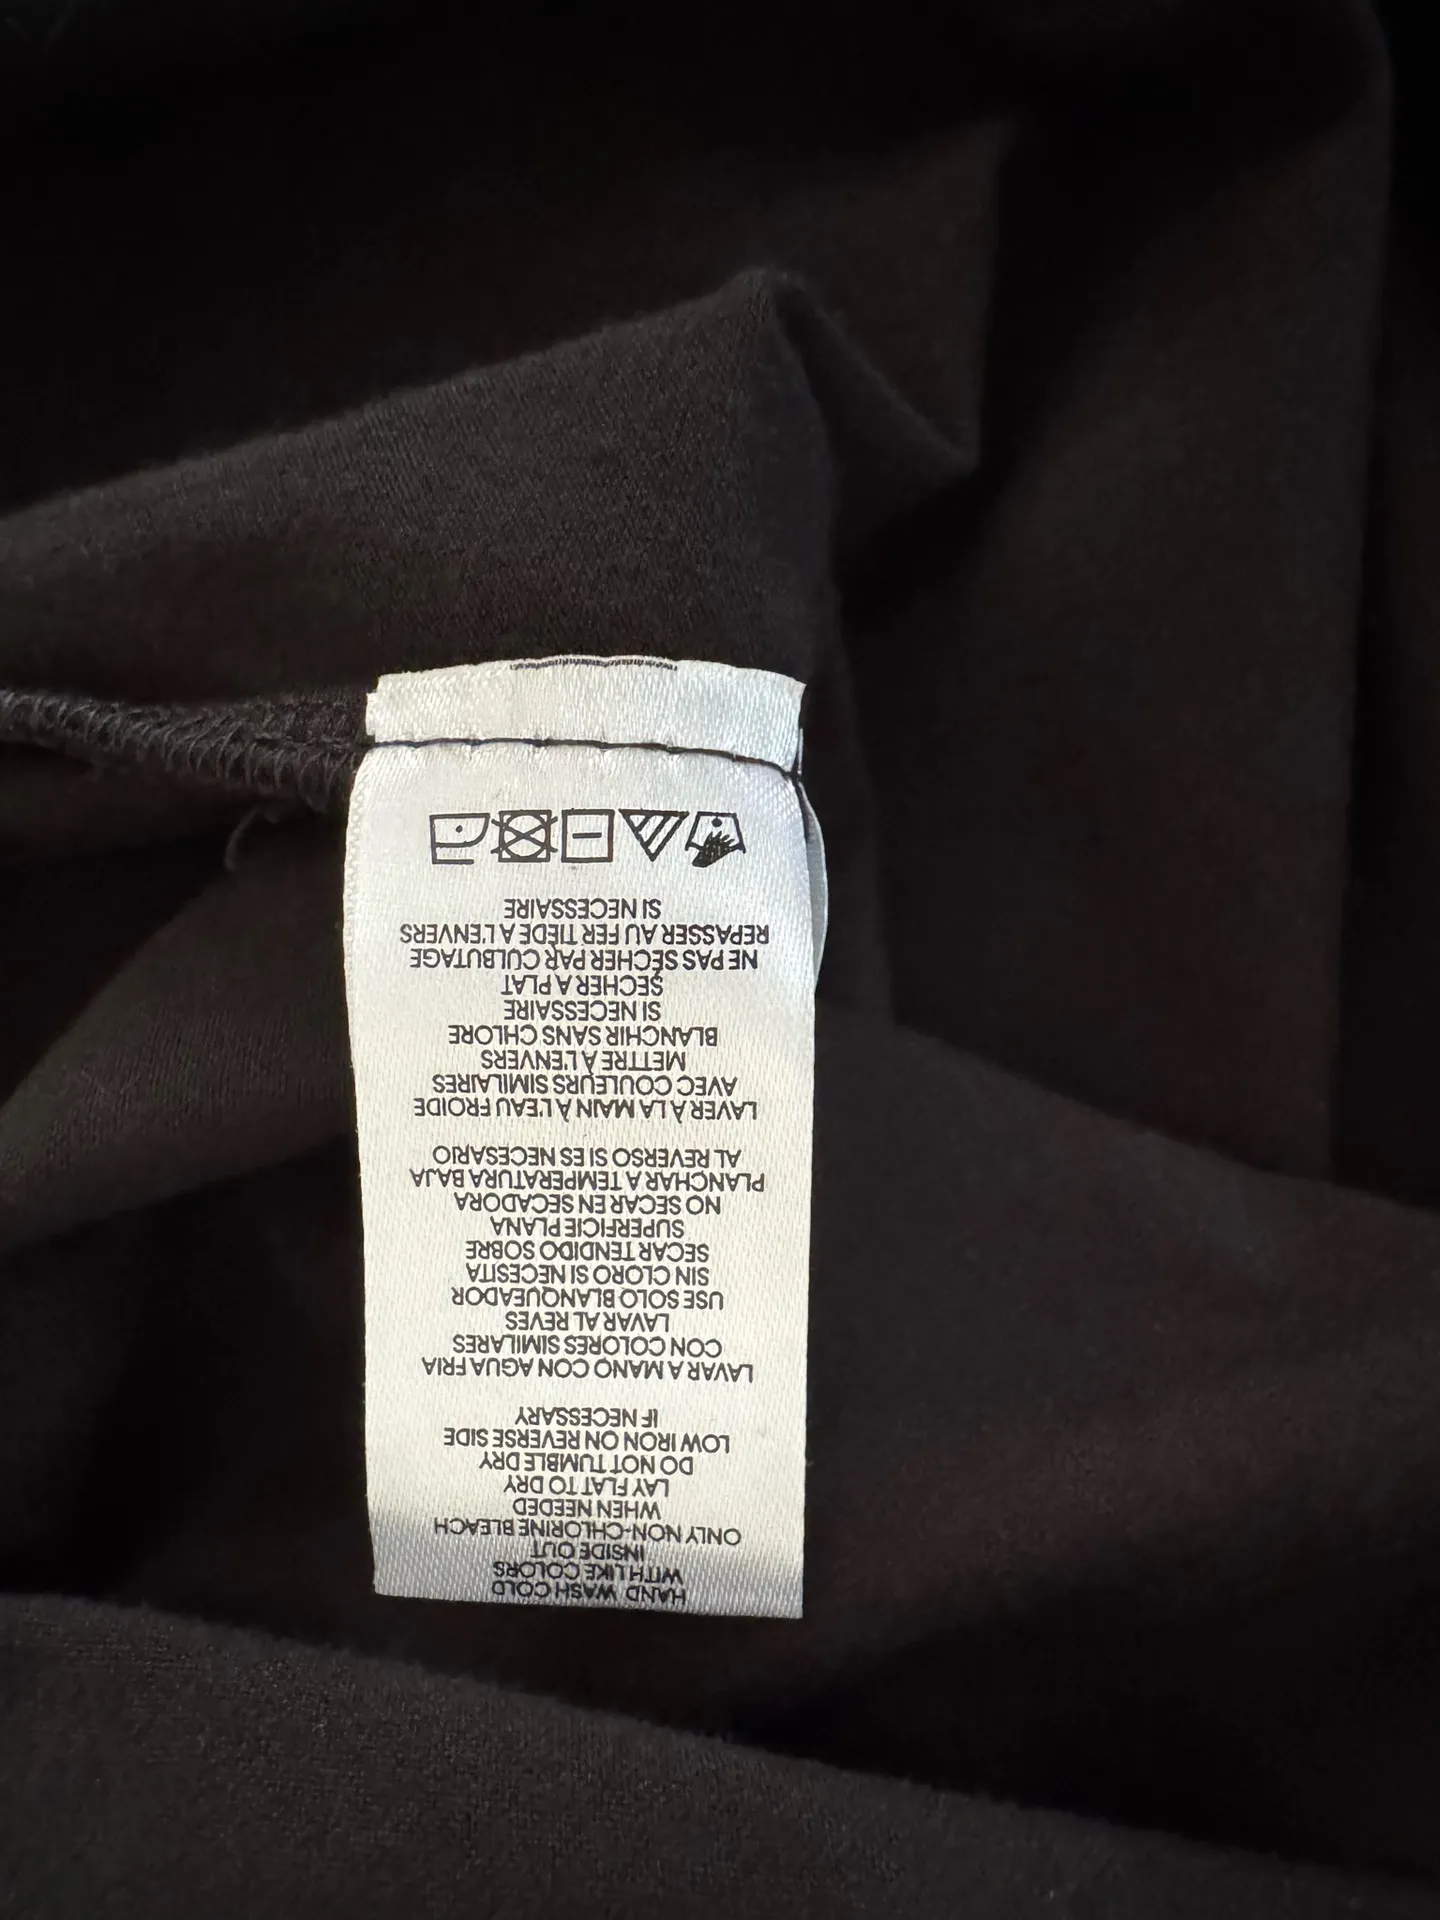 HAND WASH COLD
WITH LIKE COLORS
INSIDE OUT
ONLY NON-CHLORINE BLEACH
WHEN NEEDED
LAY FLAT TO DRY
DO NOT TUMBLE DRY
LOW IRON ON REVERSE SIDE
IF NECESSARY
LAVAR A MANO CON AGUA FRIA
CON COLORES SIMILARES
LAVAR AL REVES
USE SOLO BLANQUEADOR
SIN CLORO SI NECESITA
SECAR TENDIDO SOBRE
SUPERFICIE PLANA
NO SECAR EN SECADORA
PLANCHAR A TEMPERATURA BAJA
AL REVERSO SI ES NECESARIO
LAVER À LA MAIN À L'EAU FROIDE
AVEC COULEURS SIMILAIRES
METTRE À L'ENVERS
BLANCHIR SANS CHLORE
SI NECESSAIRE
SÉCHER A PLAT
NE PAS SÉCHER PAR CULBUTAGE
REPASSER AU FER TIÈDE A L'ENVERS
SI NECESSAIRE